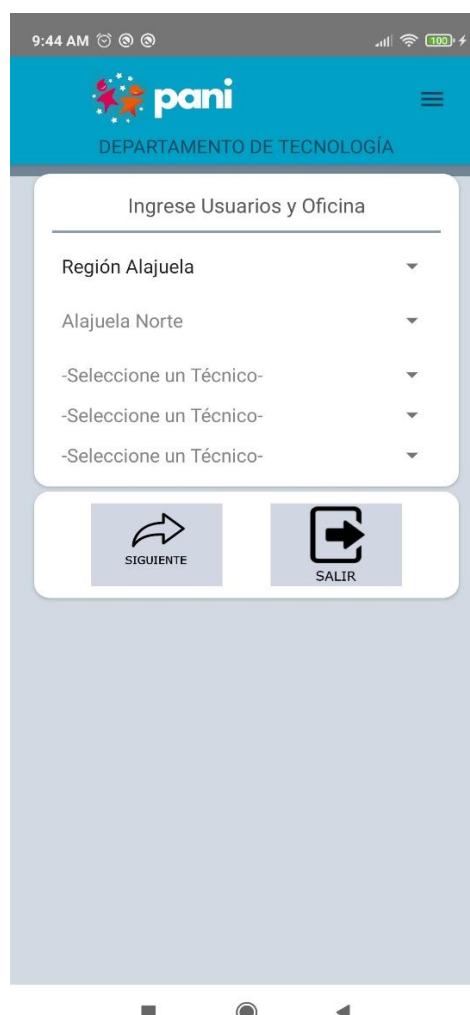 9:44 AM
100
pani
DEPARTAMENTO DE TECNOLOGÍA
Ingrese Usuarios y Oficina
Región Alajuela
Alajuela Norte
-Seleccione un Técnico-
-Seleccione un Técnico-
-Seleccione un Técnico-
SIGUIENTE
SALIR